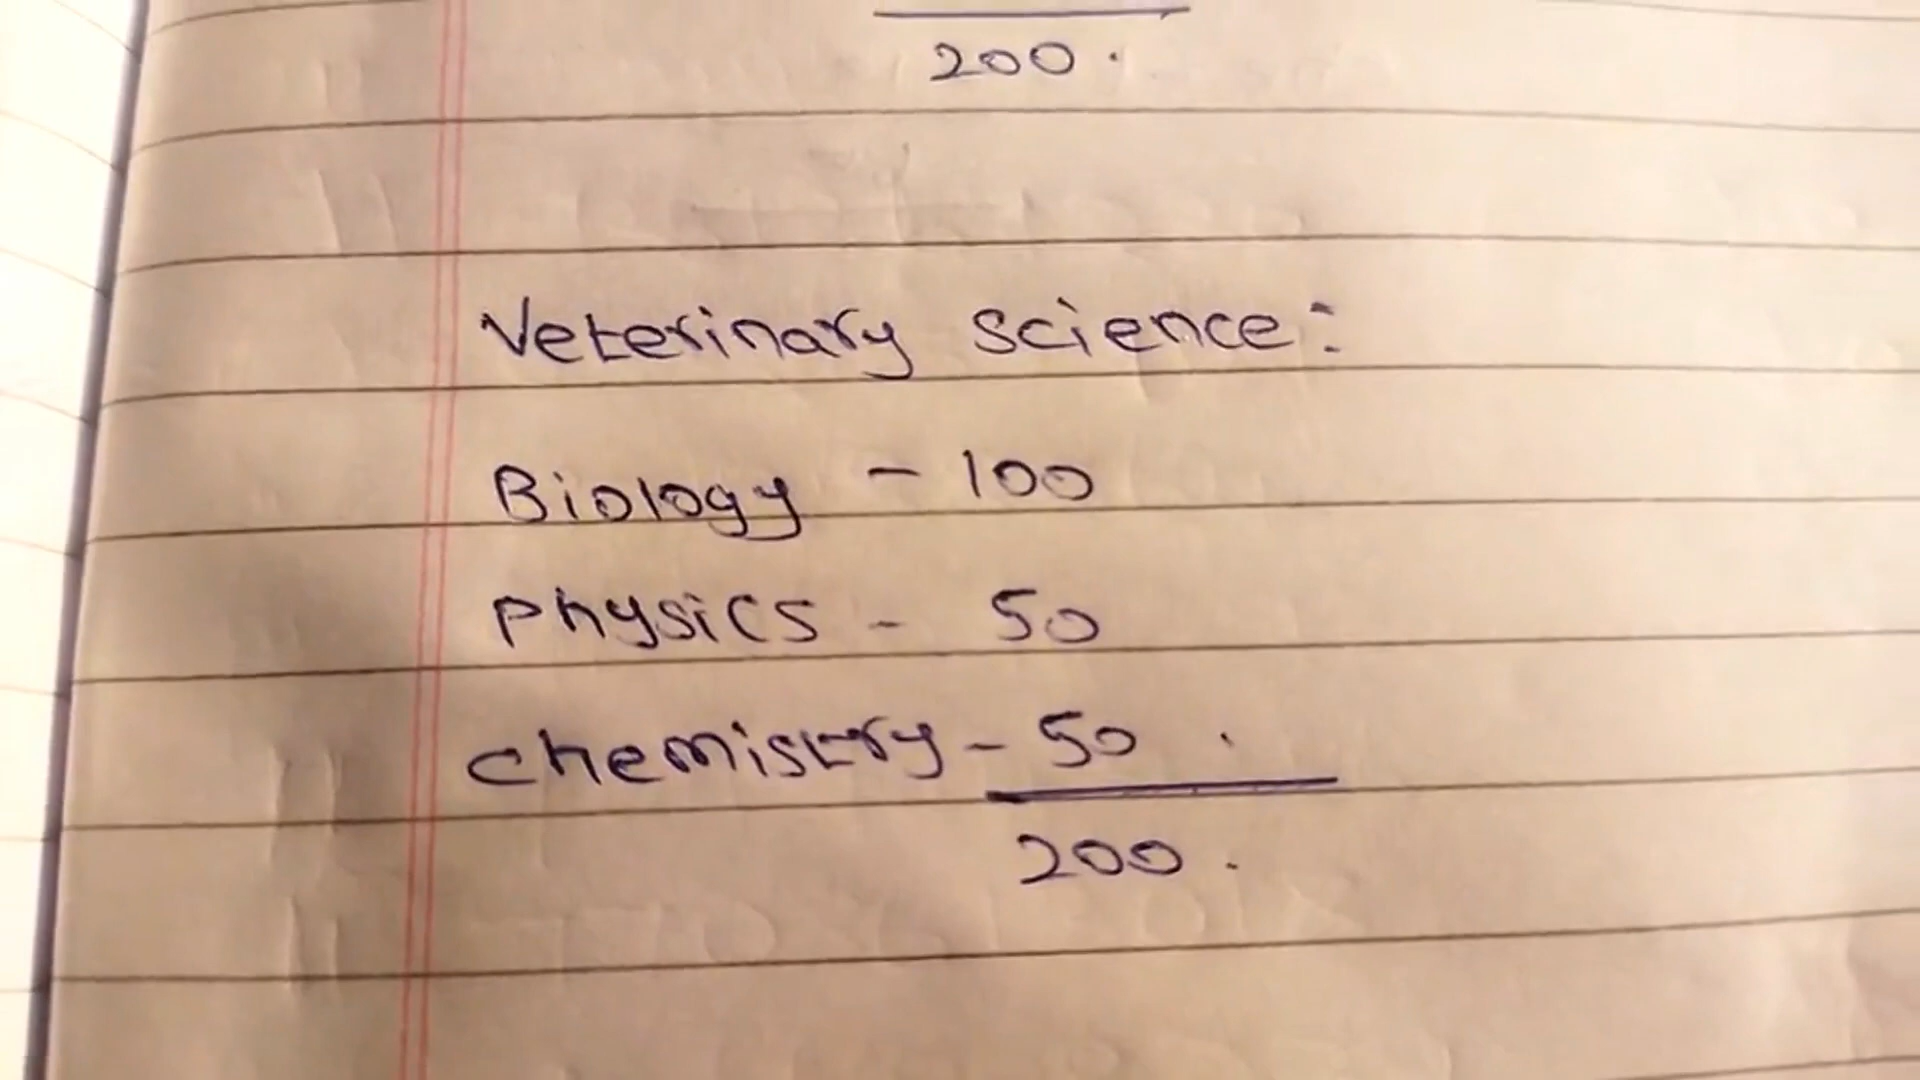 200.
Veterinary science:
Biology - 100
Physics - 50
chemistry - 50.
200.